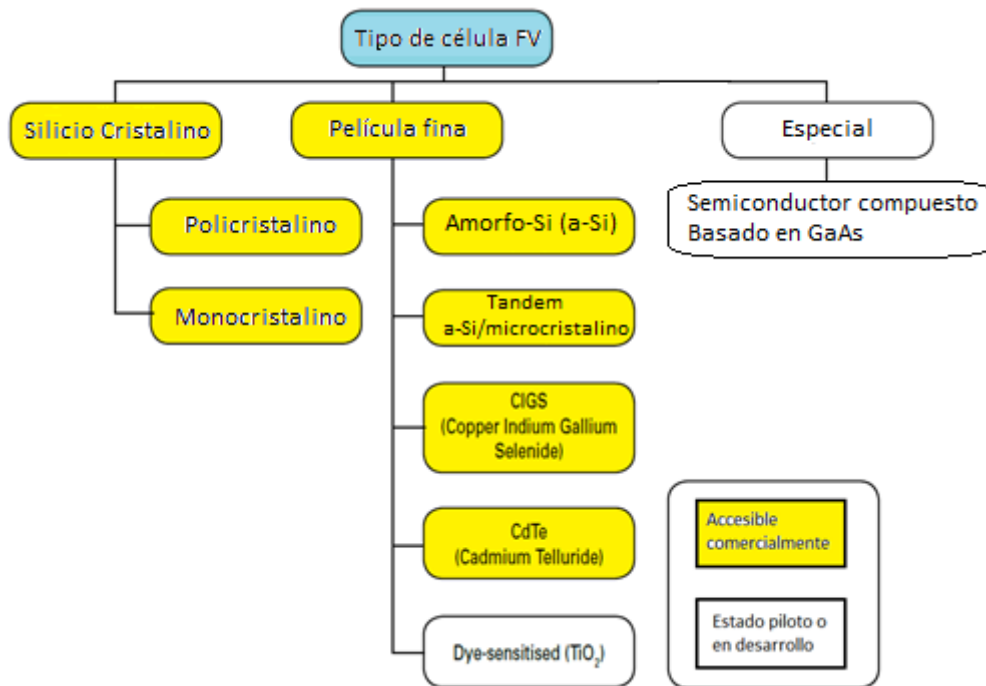 Tipo de célula FV
Silicio Cristalino
Película fina
Especial
Policristalino
Monocristalino
Amorfo-Si (a-Si)
Tandem
a-Si/microcristalino
CIGS
(Copper Indium Gallium
Selenide)
CdTe
(Cadmium Telluride)
Dye-sensitised (TiO₂)
Semiconductor compuesto
Basado en GaAs
Accesible
comercialmente
Estado piloto o
en desarrollo